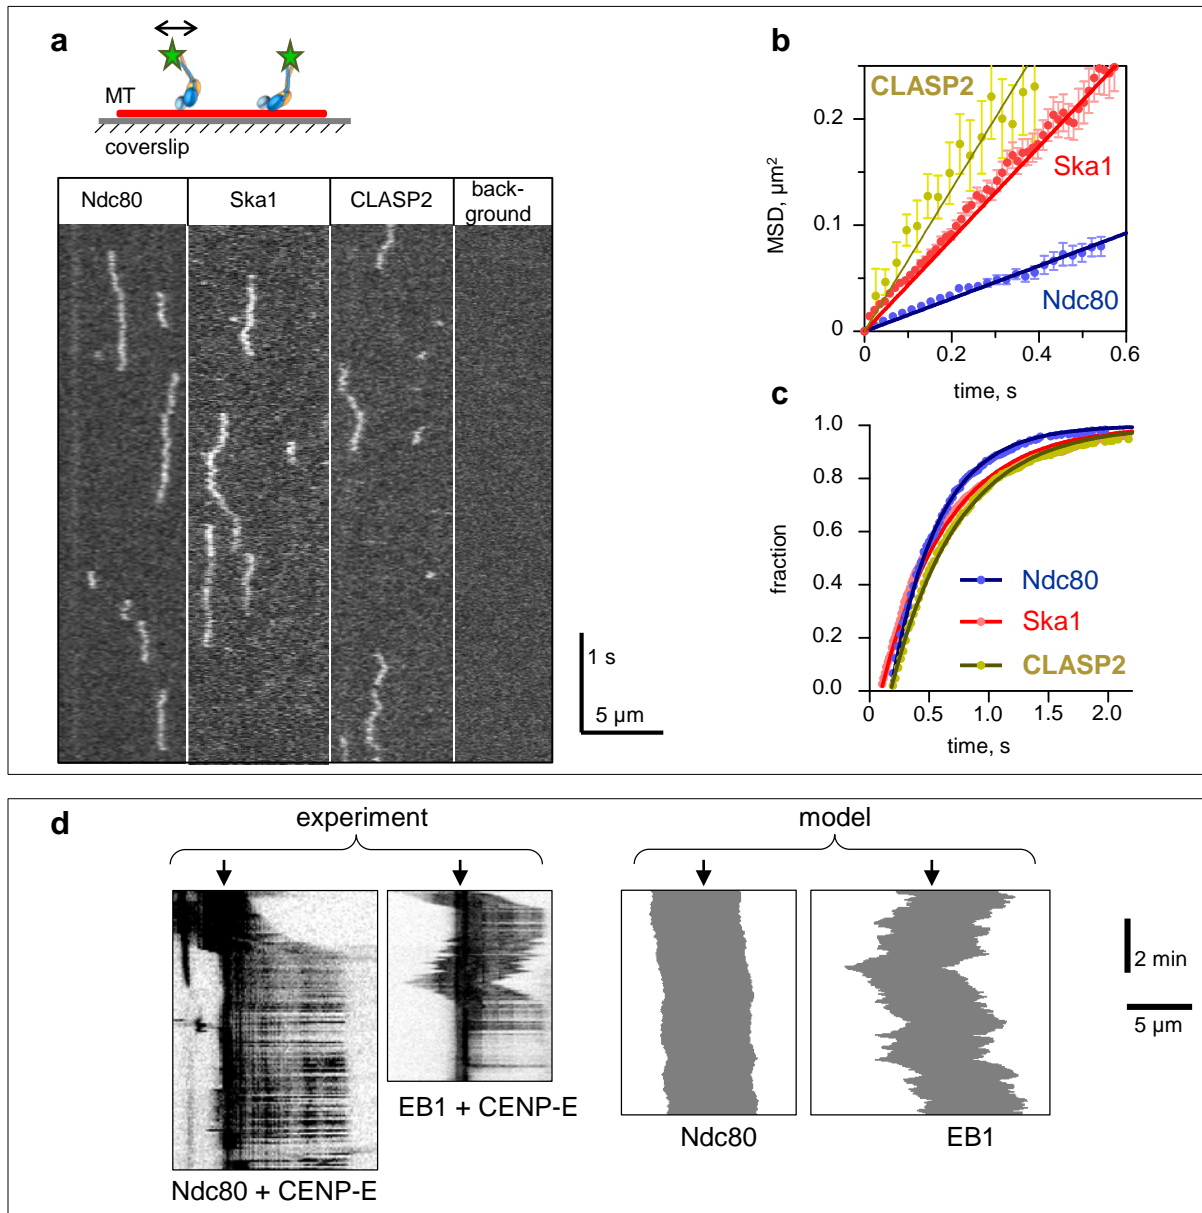 a
MT
coverslip
Ndc80
Ska1
CLASP2
back-
ground
1 s
5 µm
b
CLASP2
Ska1
Ndc80
MSD, µm²
0.2
0.1
0
0
0.2
0.4
0.6
time, s
c
1.0
0.8
0.6
0.4
0.2
0.0
fraction
Ndc80
Ska1
CLASP2
0
0.5
1.0
1.5
2.0
time, s
d
experiment
model
Ndc80 + CENP-E
EB1 + CENP-E
Ndc80
EB1
2 min
5 µm